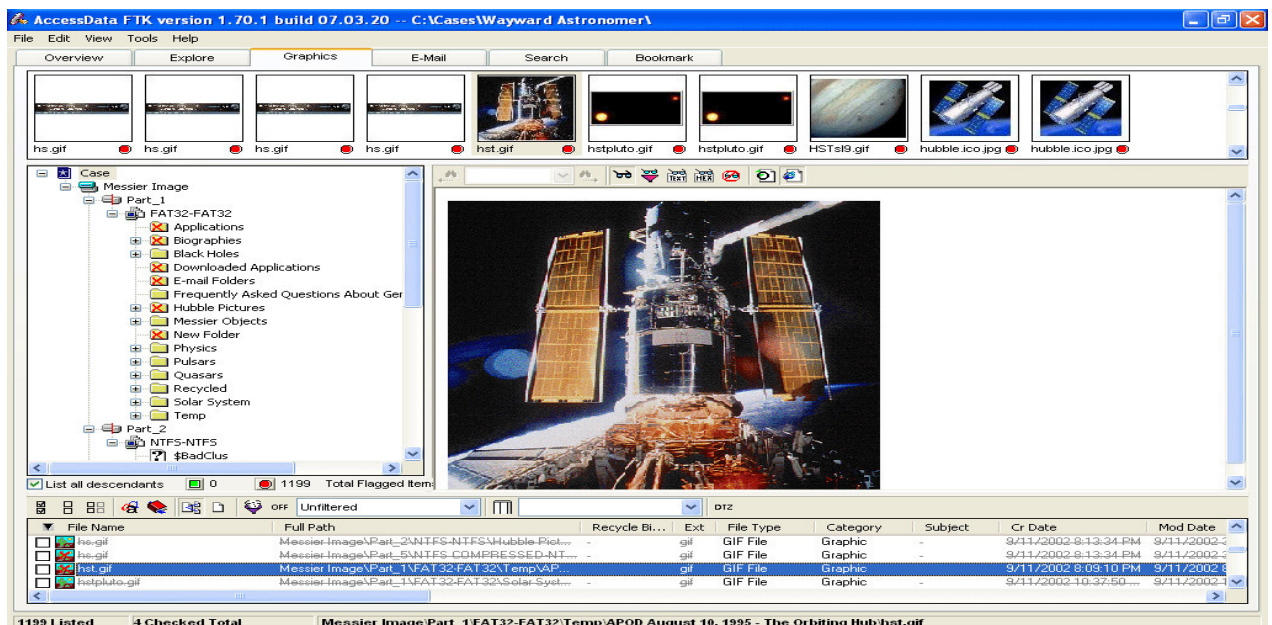 AccessData FTK version 1.70.1 build 07.03.20 -- C:\Cases\Wayward Astronomer\
File Edit View Tools Help
Overview Explore Graphics E-Mail Search Bookmark
hs.gif hs.gif hs.gif hs.gif hst.gif hstpluto.gif hstpluto.gif HSTsl9.gif hubble.ico.jpg hubble.ico.jpg
Case
Messier Image
Part_1
FAT32-FAT32
Applications
Biographies
Black Holes
Downloaded Applications
E-mail Folders
Frequently Asked Questions About Ger
Hubble Pictures
Messier Objects
New Folder
Physics
Pulsars
Quasars
Recycled
Solar System
Temp
Part_2
NTFS-NTFS
$BadClus
TEXT HEX
List all descendants 0 1199 Total Flagged Item
OFF Unfiltered DTZ
File Name Full Path Recycle Bi... Ext File Type Category Subject Cr Date Mod Date
hs.gif Messier Image\Part_2\NTFS-NTFS\Hubble Pict... - gif GIF File Graphic - 9/11/2002 8:13:34 PM 9/11/2002
hs.gif Messier Image\Part_5\NTFS COMPRESSED-NT... - gif GIF File Graphic - 9/11/2002 8:13:34 PM 9/11/2002
hst.gif Messier Image\Part_1\FAT32-FAT32\Temp\AP... - gif GIF File Graphic - 9/11/2002 8:09:10 PM 9/11/2002
hstpluto.gif Messier Image\Part_1\FAT32-FAT32\Solar Syst... - gif GIF File Graphic - 9/11/2002 10:37:50 ... 9/11/2002
1199 Listed 4 Checked Total Messier Image\Part_1\FAT32-FAT32\Temp\APOD August 10, 1995 - The Orbiting Hub\hst.gif